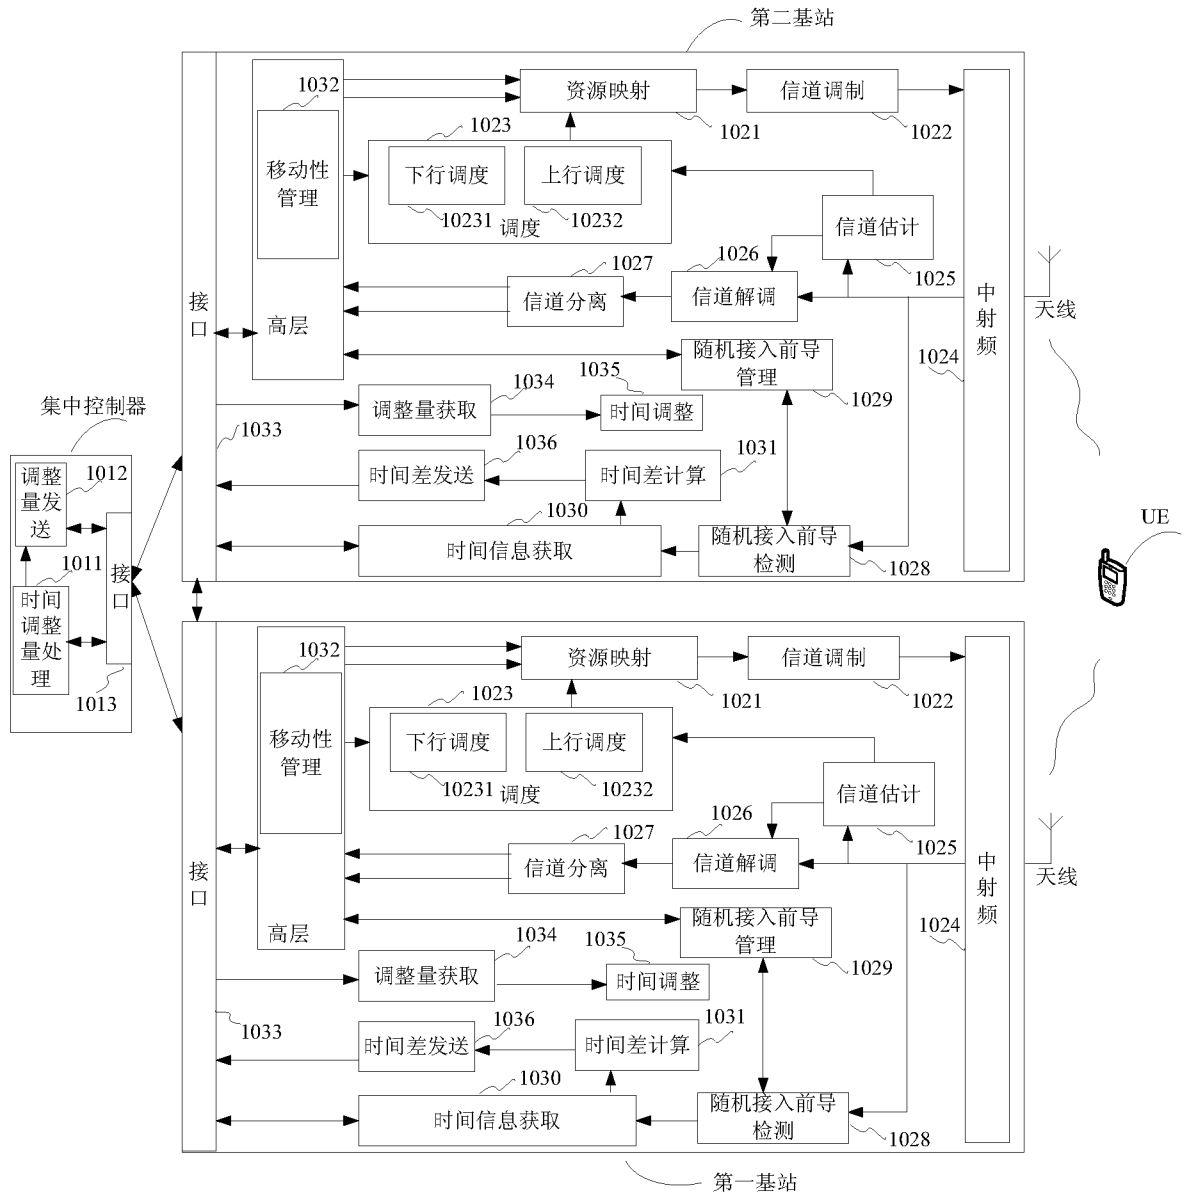 第二基站
1032
资源映射
信道调制
1021
1022
1023
移动性
管理
下行调度
上行调度
10231
调度
10232
信道估计
1025
1026
1027
信道分离
信道解调
接口
高层
中射频
天线
1024
随机接入前导
管理
1029
1034
1035
调整量获取
时间调整
1033
1036
1031
时间差发送
时间差计算
1030
时间信息获取
随机接入前导
检测
1028
集中控制器
调整
量发
送
1012
1011
时间
调整
量处
理
接口
1013
UE
1032
资源映射
信道调制
1021
1022
1023
移动性
管理
下行调度
上行调度
10231
调度
10232
信道估计
1025
1026
1027
信道分离
信道解调
接口
高层
中射频
天线
1024
随机接入前导
管理
1029
1034
1035
调整量获取
时间调整
1033
1036
1031
时间差发送
时间差计算
1030
时间信息获取
随机接入前导
检测
1028
第一基站